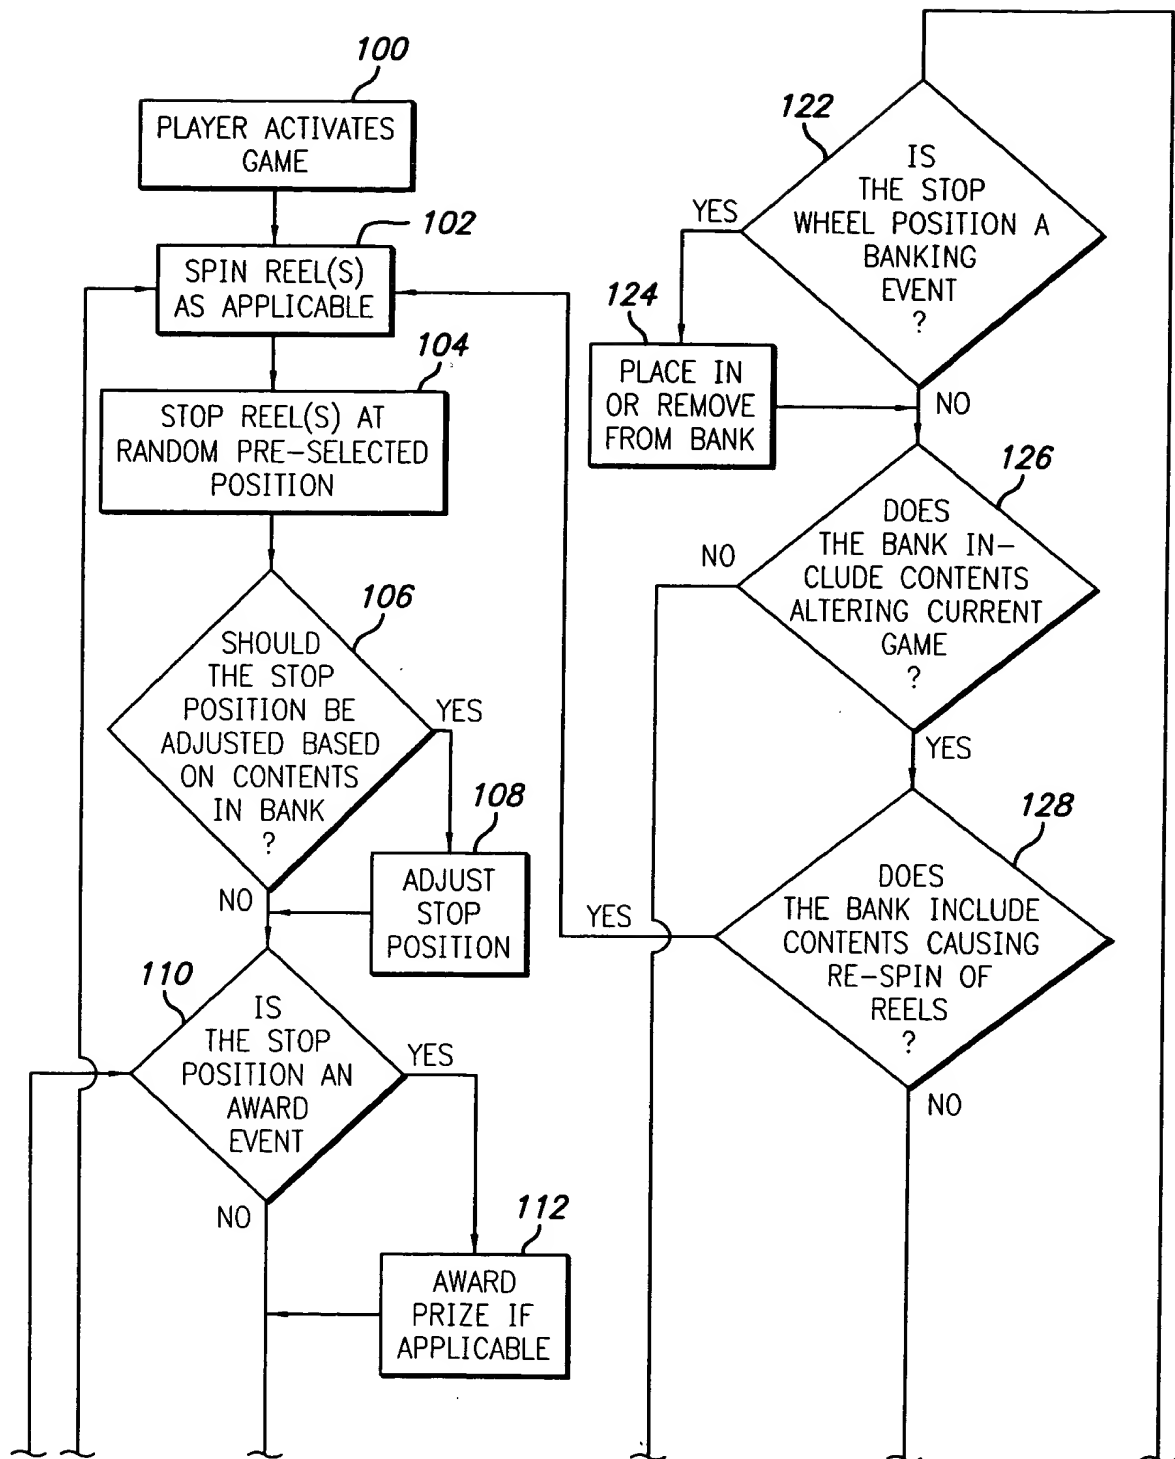 100
PLAYER ACTIVATES
GAME
102
SPIN REEL(S)
AS APPLICABLE
104
STOP REEL(S) AT
RANDOM PRE-SELECTED
POSITION
106
SHOULD
THE STOP
POSITION BE
ADJUSTED BASED
ON CONTENTS
IN BANK
?
YES
108
ADJUST
STOP
POSITION
NO
110
IS
THE STOP
POSITION AN
AWARD
EVENT
YES
NO
112
AWARD
PRIZE IF
APPLICABLE
122
IS
THE STOP
WHEEL POSITION A
BANKING
EVENT
?
YES
124
PLACE IN
OR REMOVE
FROM BANK
NO
126
DOES
THE BANK IN-
CLUDE CONTENTS
ALTERING CURRENT
GAME
?
NO
YES
128
DOES
THE BANK INCLUDE
CONTENTS CAUSING
RE-SPIN OF
REELS
?
YES
NO